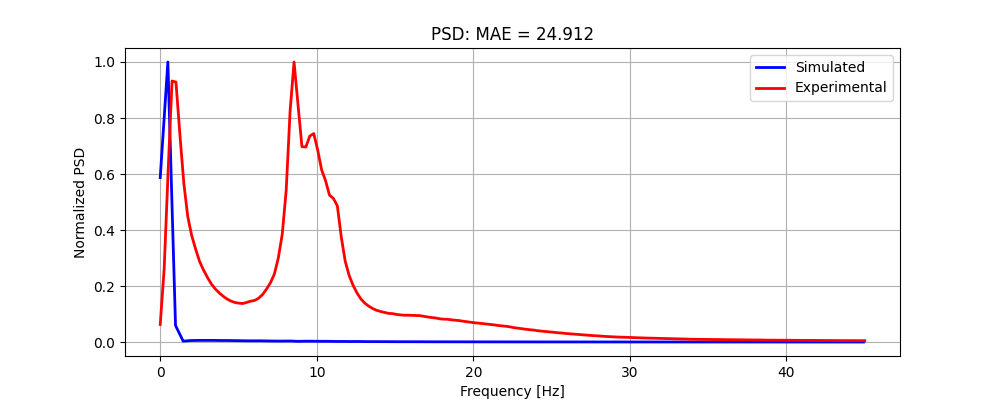 PSD: MAE = 24.912
Simulated
Experimental
Normalized PSD
1.0
0.8
0.6
0.4
0.2
0.0
0 10 20 30 40
Frequency [Hz]